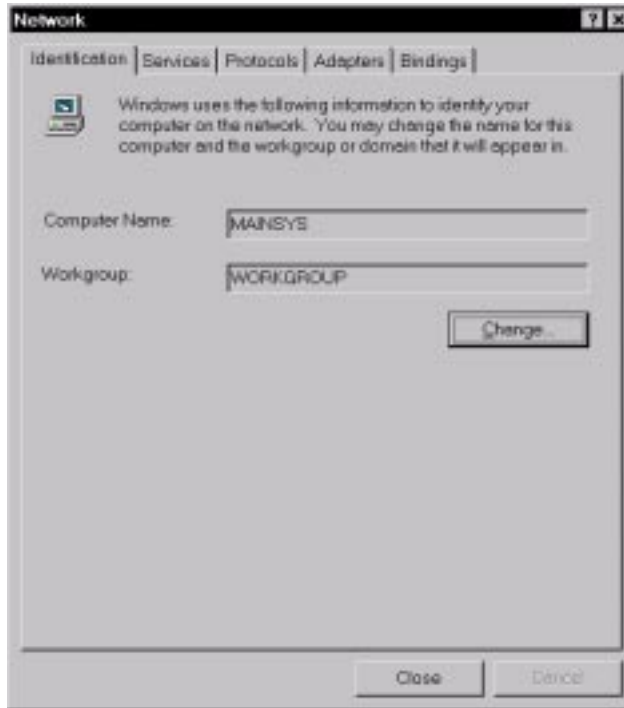 Network
Identification Services Protocols Adapters Bindings
Windows uses the following information to identify your
computer on the network. You may change the name for this
computer and the workgroup or domain that it will appear in.
Computer Name: MAINSYS
Workgroup: WORKGROUP
Change...
Close Cancel